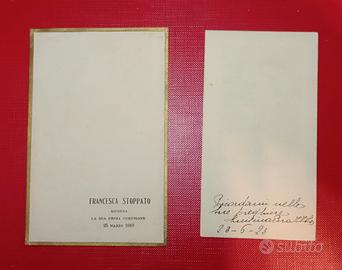 FRANCESCA STOPPATO
RICORDA
LA SUA PRIMA COMUNIONE
25 MARZO
Ricordami nelle
tue preghiere
subito